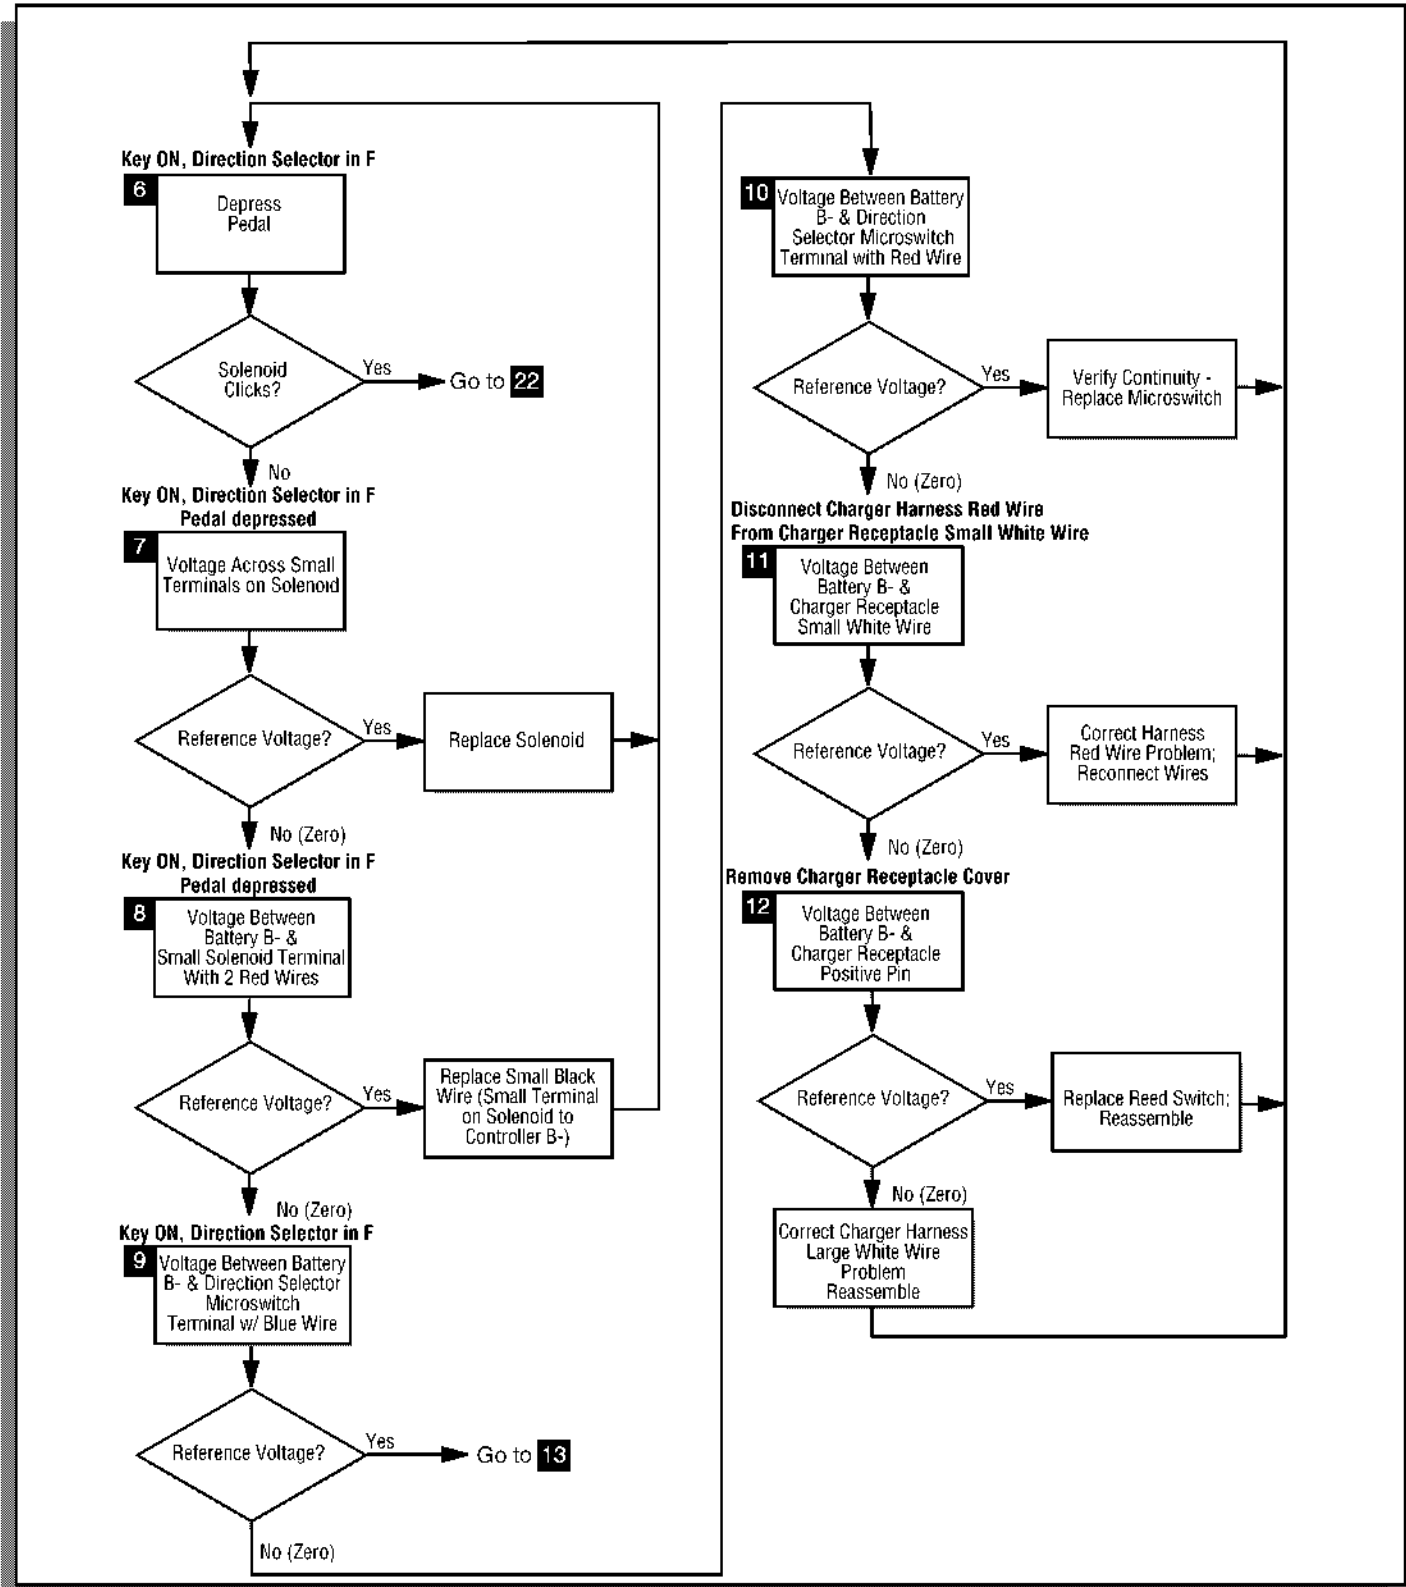 Key ON, Direction Selector in F
6
Depress
Pedal
Solenoid
Clicks?
Yes
Go to 22
No
Key ON, Direction Selector in F
Pedal depressed
7
Voltage Across Small
Terminals on Solenoid
Reference Voltage?
Yes
Replace Solenoid
No (Zero)
Key ON, Direction Selector in F
Pedal depressed
8
Voltage Between
Battery B- &
Small Solenoid Terminal
With 2 Red Wires
Reference Voltage?
Yes
Replace Small Black
Wire (Small Terminal
on Solenoid to
Controller B-)
No (Zero)
Key ON, Direction Selector in F
9
Voltage Between Battery
B- & Direction Selector
Microswitch
Terminal w/ Blue Wire
Reference Voltage?
Yes
Go to 13
No (Zero)
10
Voltage Between Battery
B- & Direction
Selector Microswitch
Terminal with Red Wire
Reference Voltage?
Yes
Verify Continuity -
Replace Microswitch
No (Zero)
Disconnect Charger Harness Red Wire
From Charger Receptacle Small White Wire
11
Voltage Between
Battery B- &
Charger Receptacle
Small White Wire
Reference Voltage?
Yes
Correct Harness
Red Wire Problem;
Reconnect Wires
No (Zero)
Remove Charger Receptacle Cover
12
Voltage Between
Battery B- &
Charger Receptacle
Positive Pin
Reference Voltage?
Yes
Replace Reed Switch;
Reassemble
No (Zero)
Correct Charger Harness
Large White Wire
Problem
Reassemble